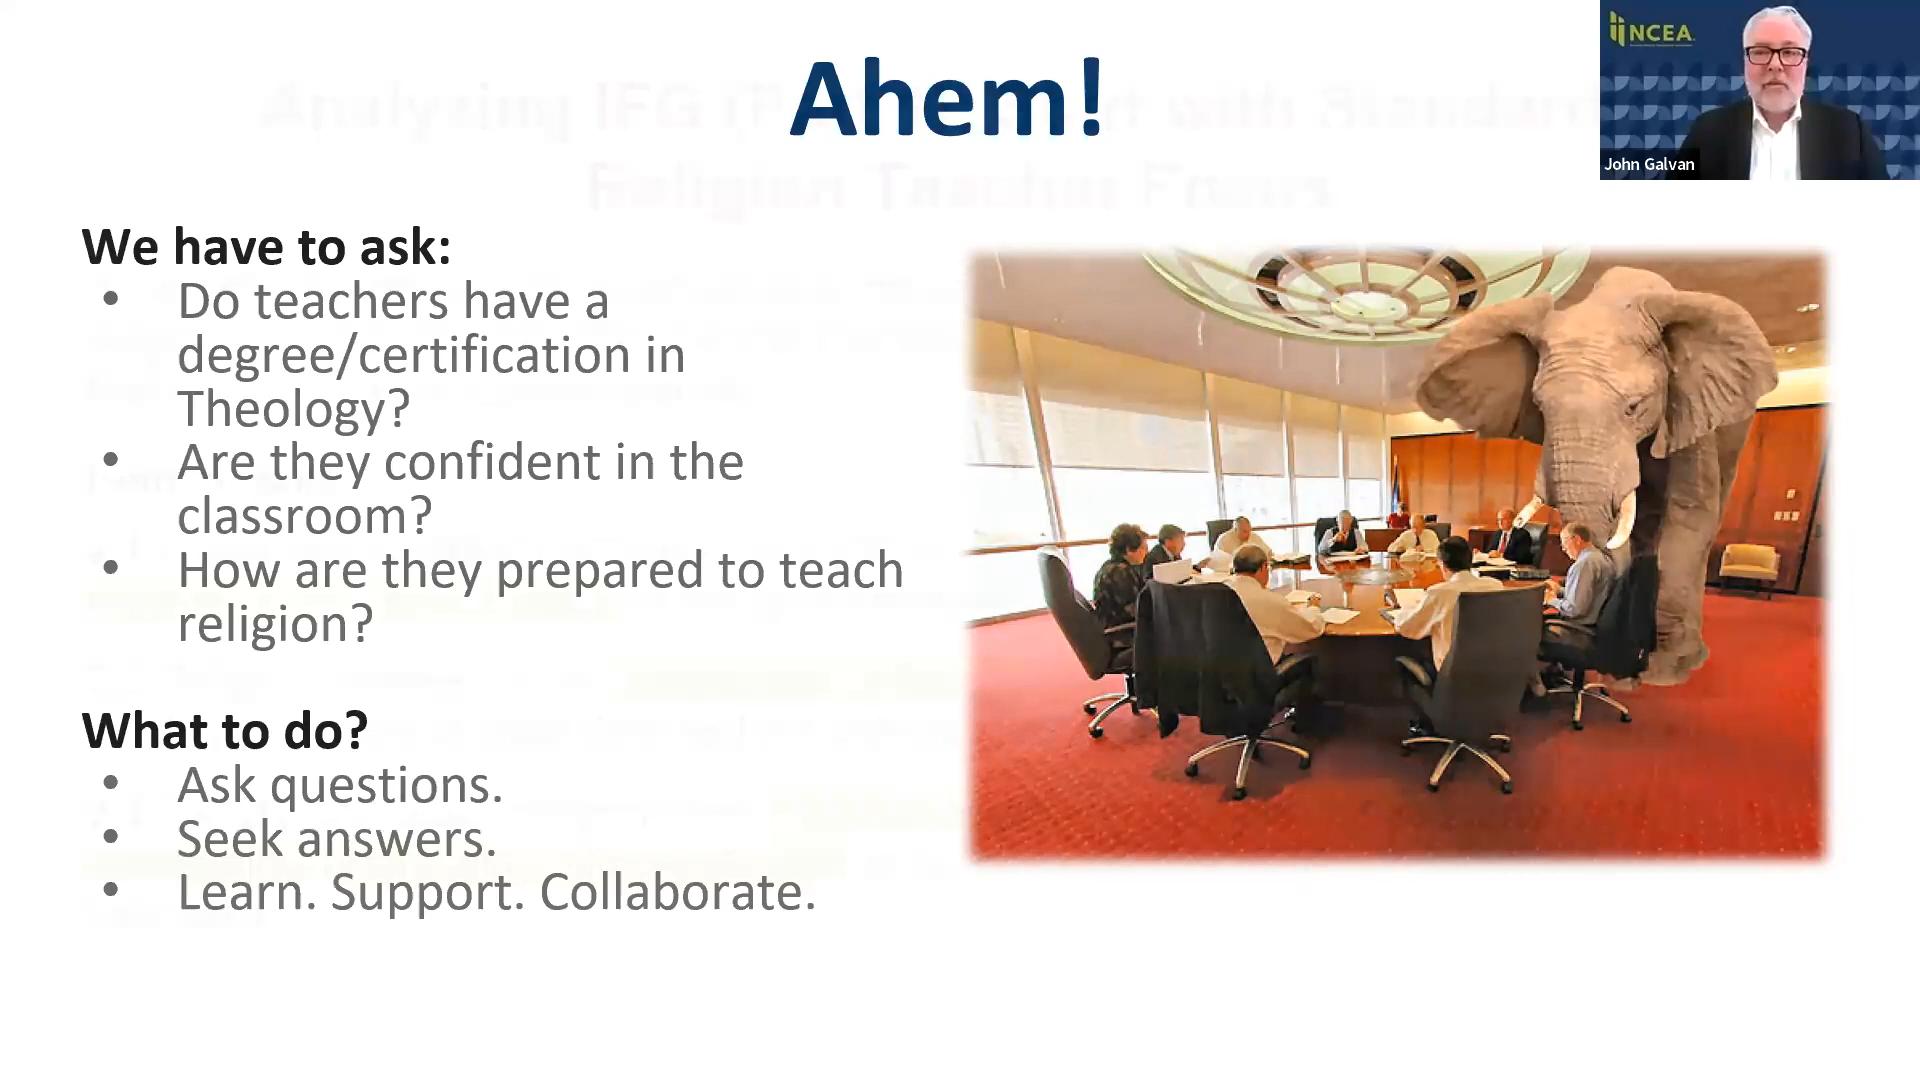 Ahem!
NCEA
John Galvan
We have to ask:
• Do teachers have a
degree/certification in
Theology?
• Are they confident in the
classroom?
• How are they prepared to teach
religion?
What to do?
• Ask questions.
• Seek answers.
• Learn. Support. Collaborate.